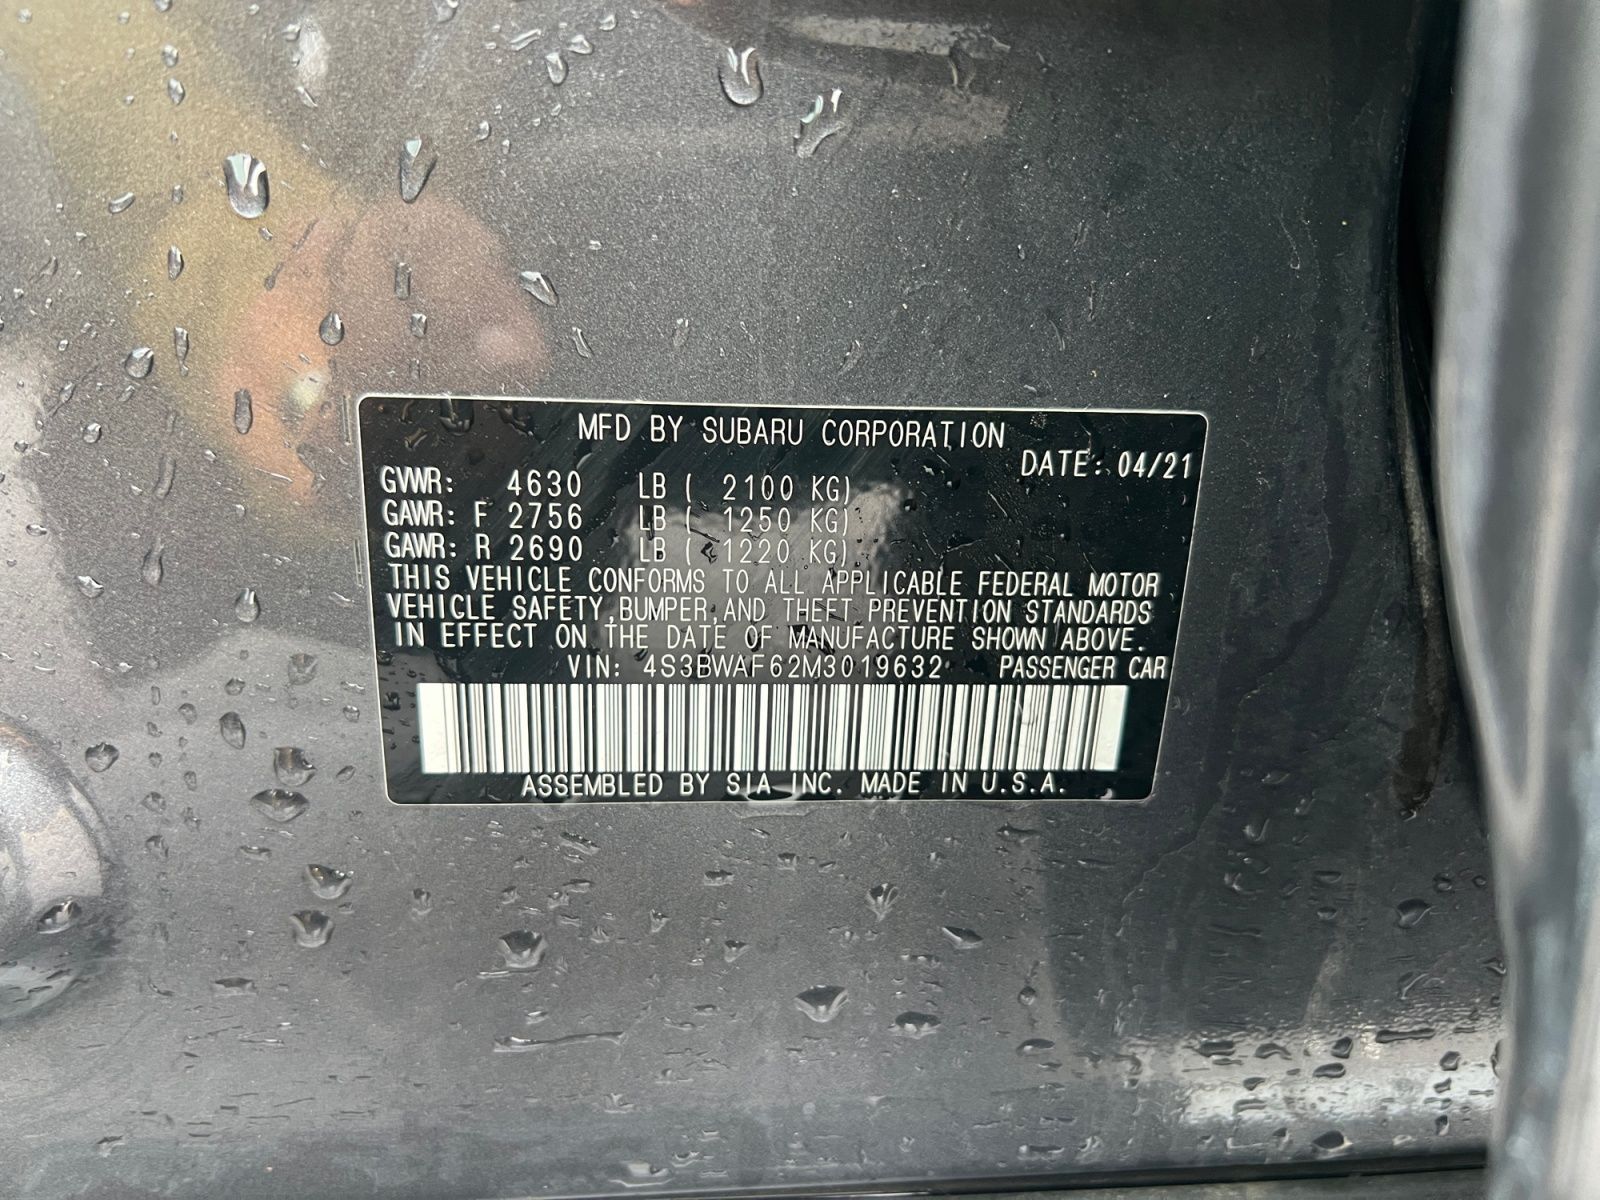 MFD BY SUBARU CORPORATION
DATE: 04/21
GVWR: 4630 LB ( 2100 KG)
GAWR: F 2756 LB ( 1250 KG)
GAWR: R 2690 LB ( 1220 KG)
THIS VEHICLE CONFORMS TO ALL APPLICABLE FEDERAL MOTOR
VEHICLE SAFETY, BUMPER, AND THEFT PREVENTION STANDARDS
IN EFFECT ON THE DATE OF MANUFACTURE SHOWN ABOVE.
VIN: 4S3BWAF62M3019632 PASSENGER CAR
ASSEMBLED BY SIA INC. MADE IN U.S.A.